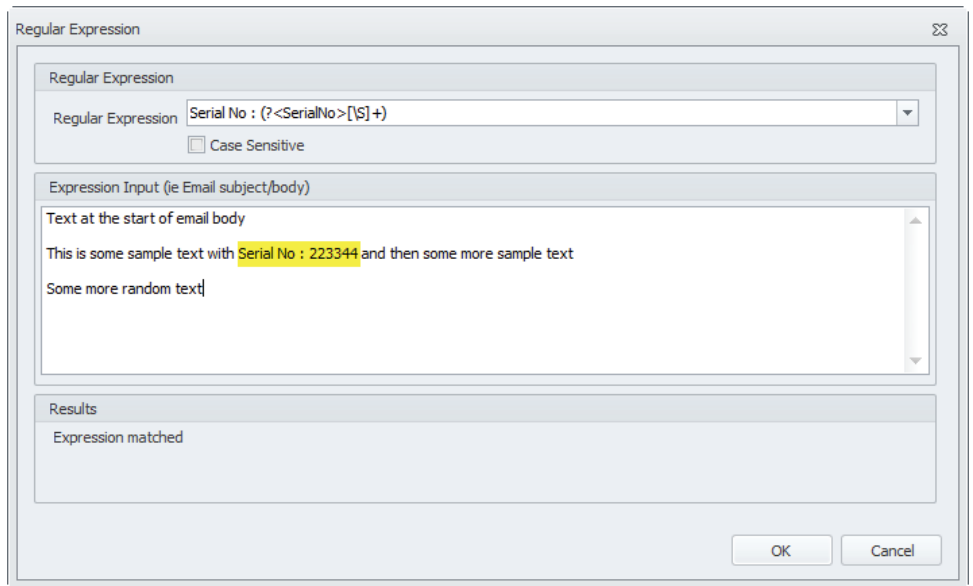 Regular Expression
Regular Expression
Regular Expression Serial No : (?<SerialNo>[\S]+)
Case Sensitive
Expression Input (ie Email subject/body)
Text at the start of email body
This is some sample text with Serial No : 223344 and then some more sample text
Some more random text
Results
Expression matched
OK Cancel